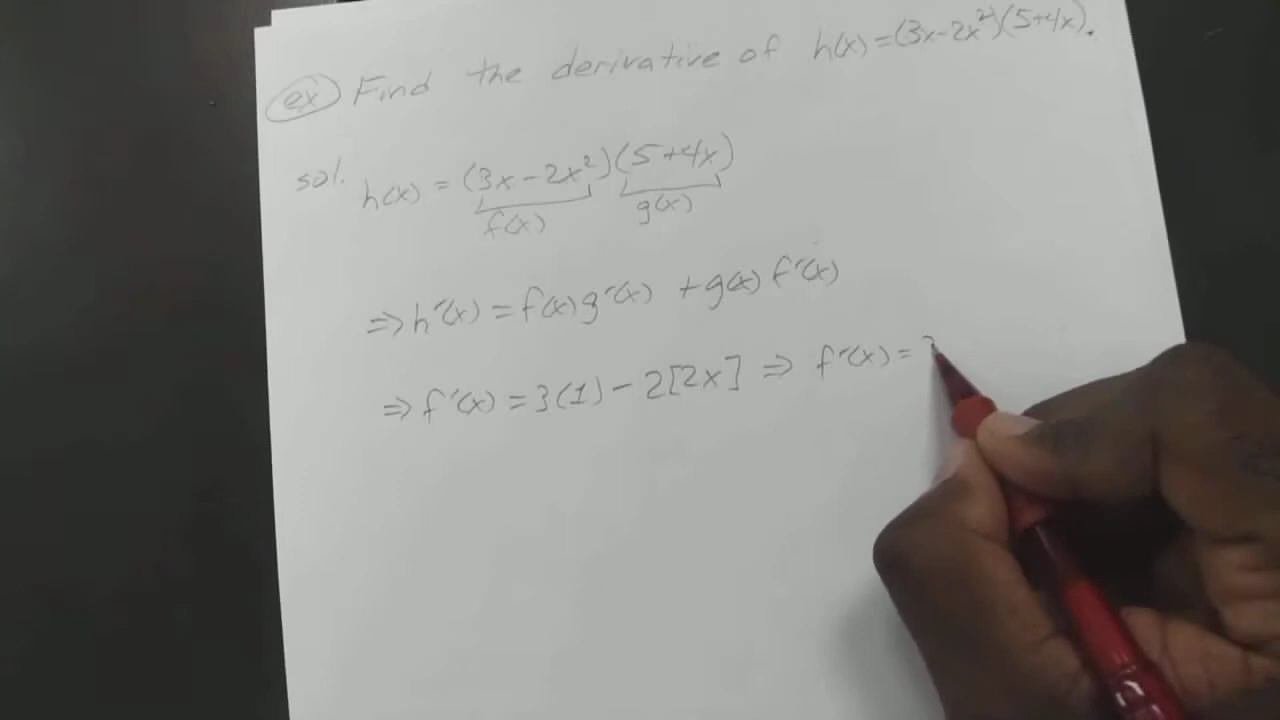 ex Find the derivative of h(x) = (3x-2x²)(5+4x).
sol. h(x) = (3x-2x²)(5+4x)
f(x) g(x)
⇒ h'(x) = f(x)g'(x) + g(x)f'(x)
⇒ f'(x) = 3(1) - 2[2x] ⇒ f'(x) =